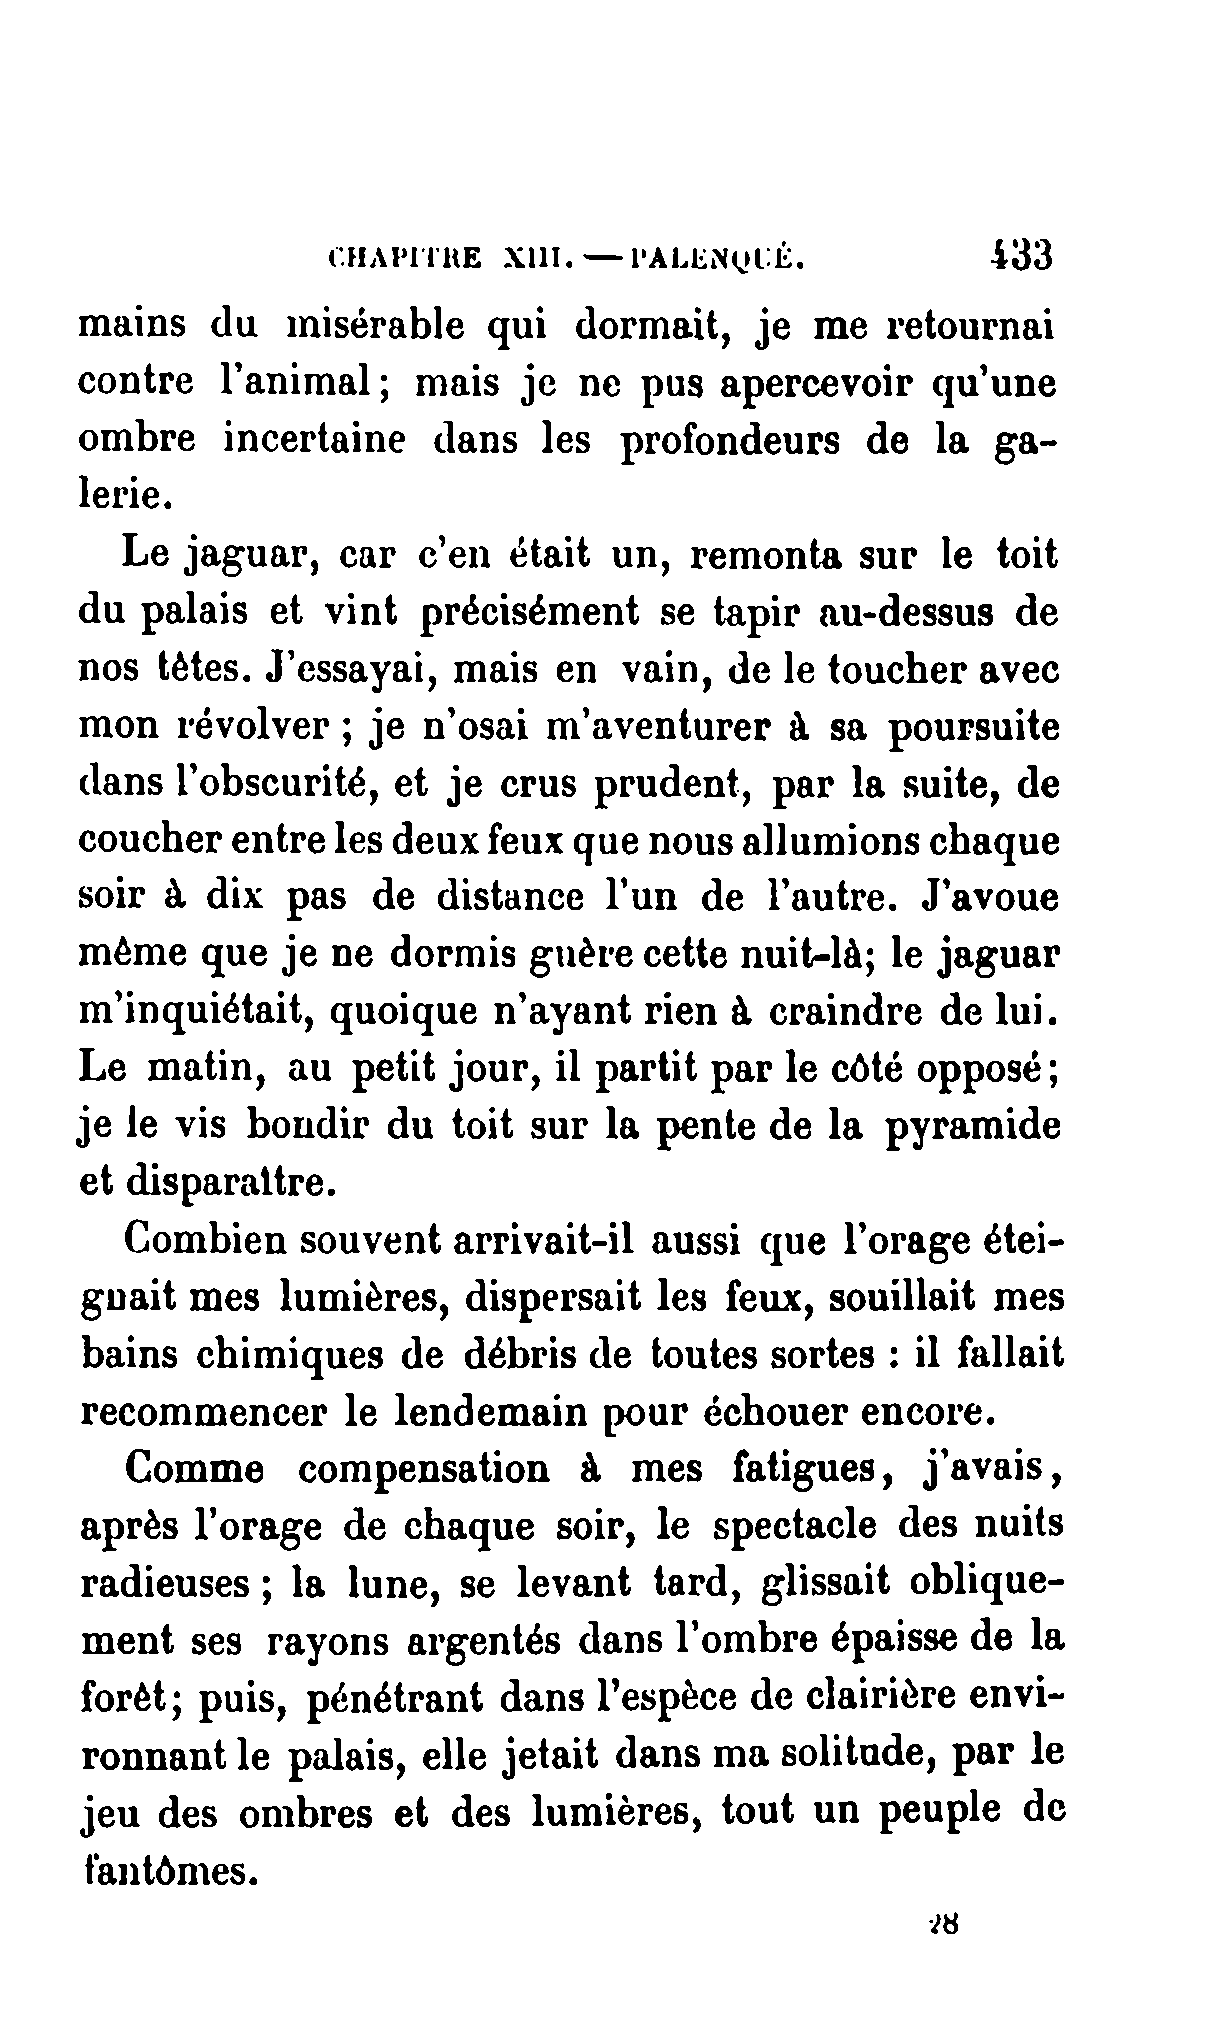 CHAPITRE XIII. — PALENQUÉ. 433
mains du misérable qui dormait, je me retournai
contre l'animal ; mais je ne pus apercevoir qu'une
ombre incertaine dans les profondeurs de la ga-
lerie.
Le jaguar, car c'en était un, remonta sur le toit
du palais et vint précisément se tapir au-dessus de
nos têtes. J'essayai, mais en vain, de le toucher avec
mon révolver ; je n'osai m'aventurer à sa poursuite
dans l'obscurité, et je crus prudent, par la suite, de
coucher entre les deux feux que nous allumions chaque
soir à dix pas de distance l'un de l'autre. J'avoue
même que je ne dormis guère cette nuit-là; le jaguar
m'inquiétait, quoique n'ayant rien à craindre de lui.
Le matin, au petit jour, il partit par le côté opposé ;
je le vis bondir du toit sur la pente de la pyramide
et disparaître.
Combien souvent arrivait-il aussi que l'orage étei-
gnait mes lumières, dispersait les feux, souillait mes
bains chimiques de débris de toutes sortes : il fallait
recommencer le lendemain pour échouer encore.
Comme compensation à mes fatigues, j'avais,
après l'orage de chaque soir, le spectacle des nuits
radieuses ; la lune, se levant tard, glissait oblique-
ment ses rayons argentés dans l'ombre épaisse de la
forêt; puis, pénétrant dans l'espèce de clairière envi-
ronnant le palais, elle jetait dans ma solitude, par le
jeu des ombres et des lumières, tout un peuple de
fantômes.
28